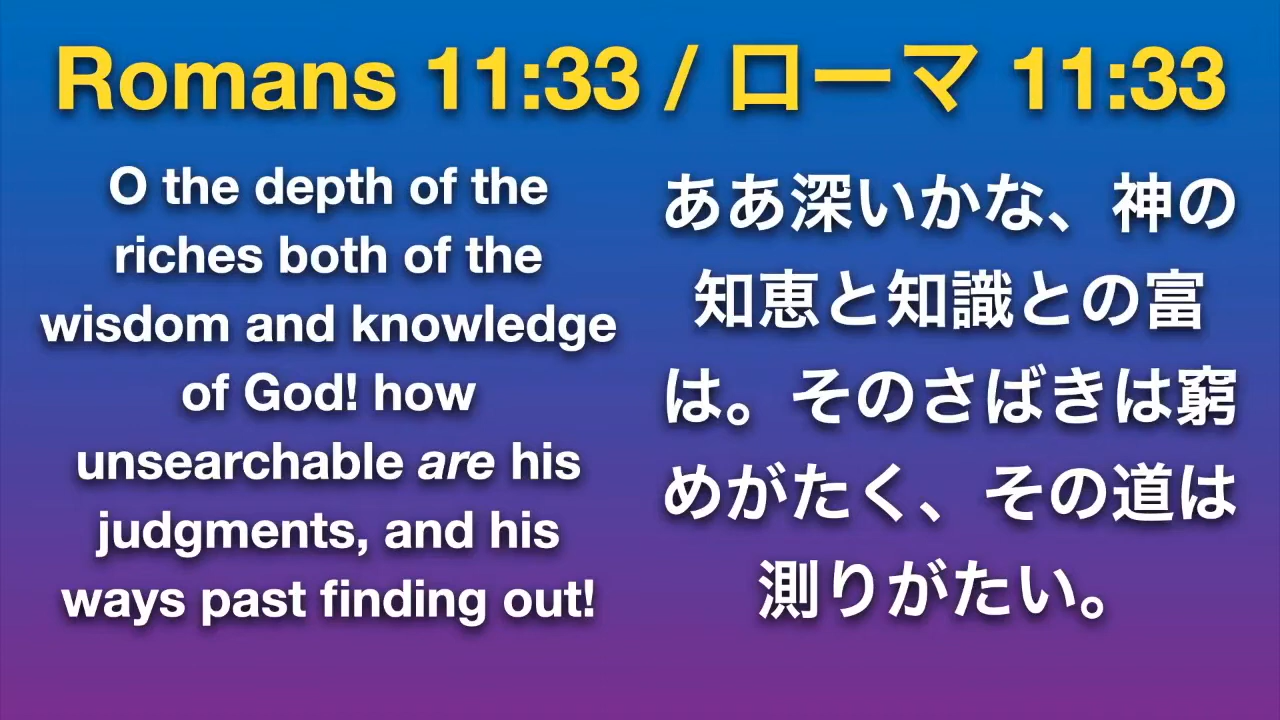 Romans 11:33 / ローマ 11:33
O the depth of the
riches both of the
wisdom and knowledge
of God! how
unsearchable are his
judgments, and his
ways past finding out!
ああ深いかな、神の
知恵と知識との富
は。そのさばきは窮
めがたく、その道は
測りがたい。